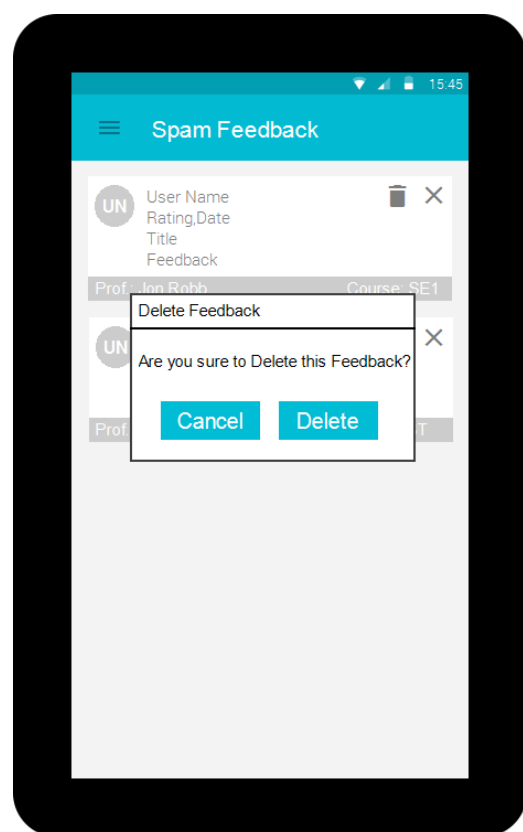 15:45
Spam Feedback
UN
User Name
Rating,Date
Title
Feedback
Prof.: Jon Robb Course: SE1
Delete Feedback
UN
Are you sure to Delete this Feedback?
Cancel Delete
Prof